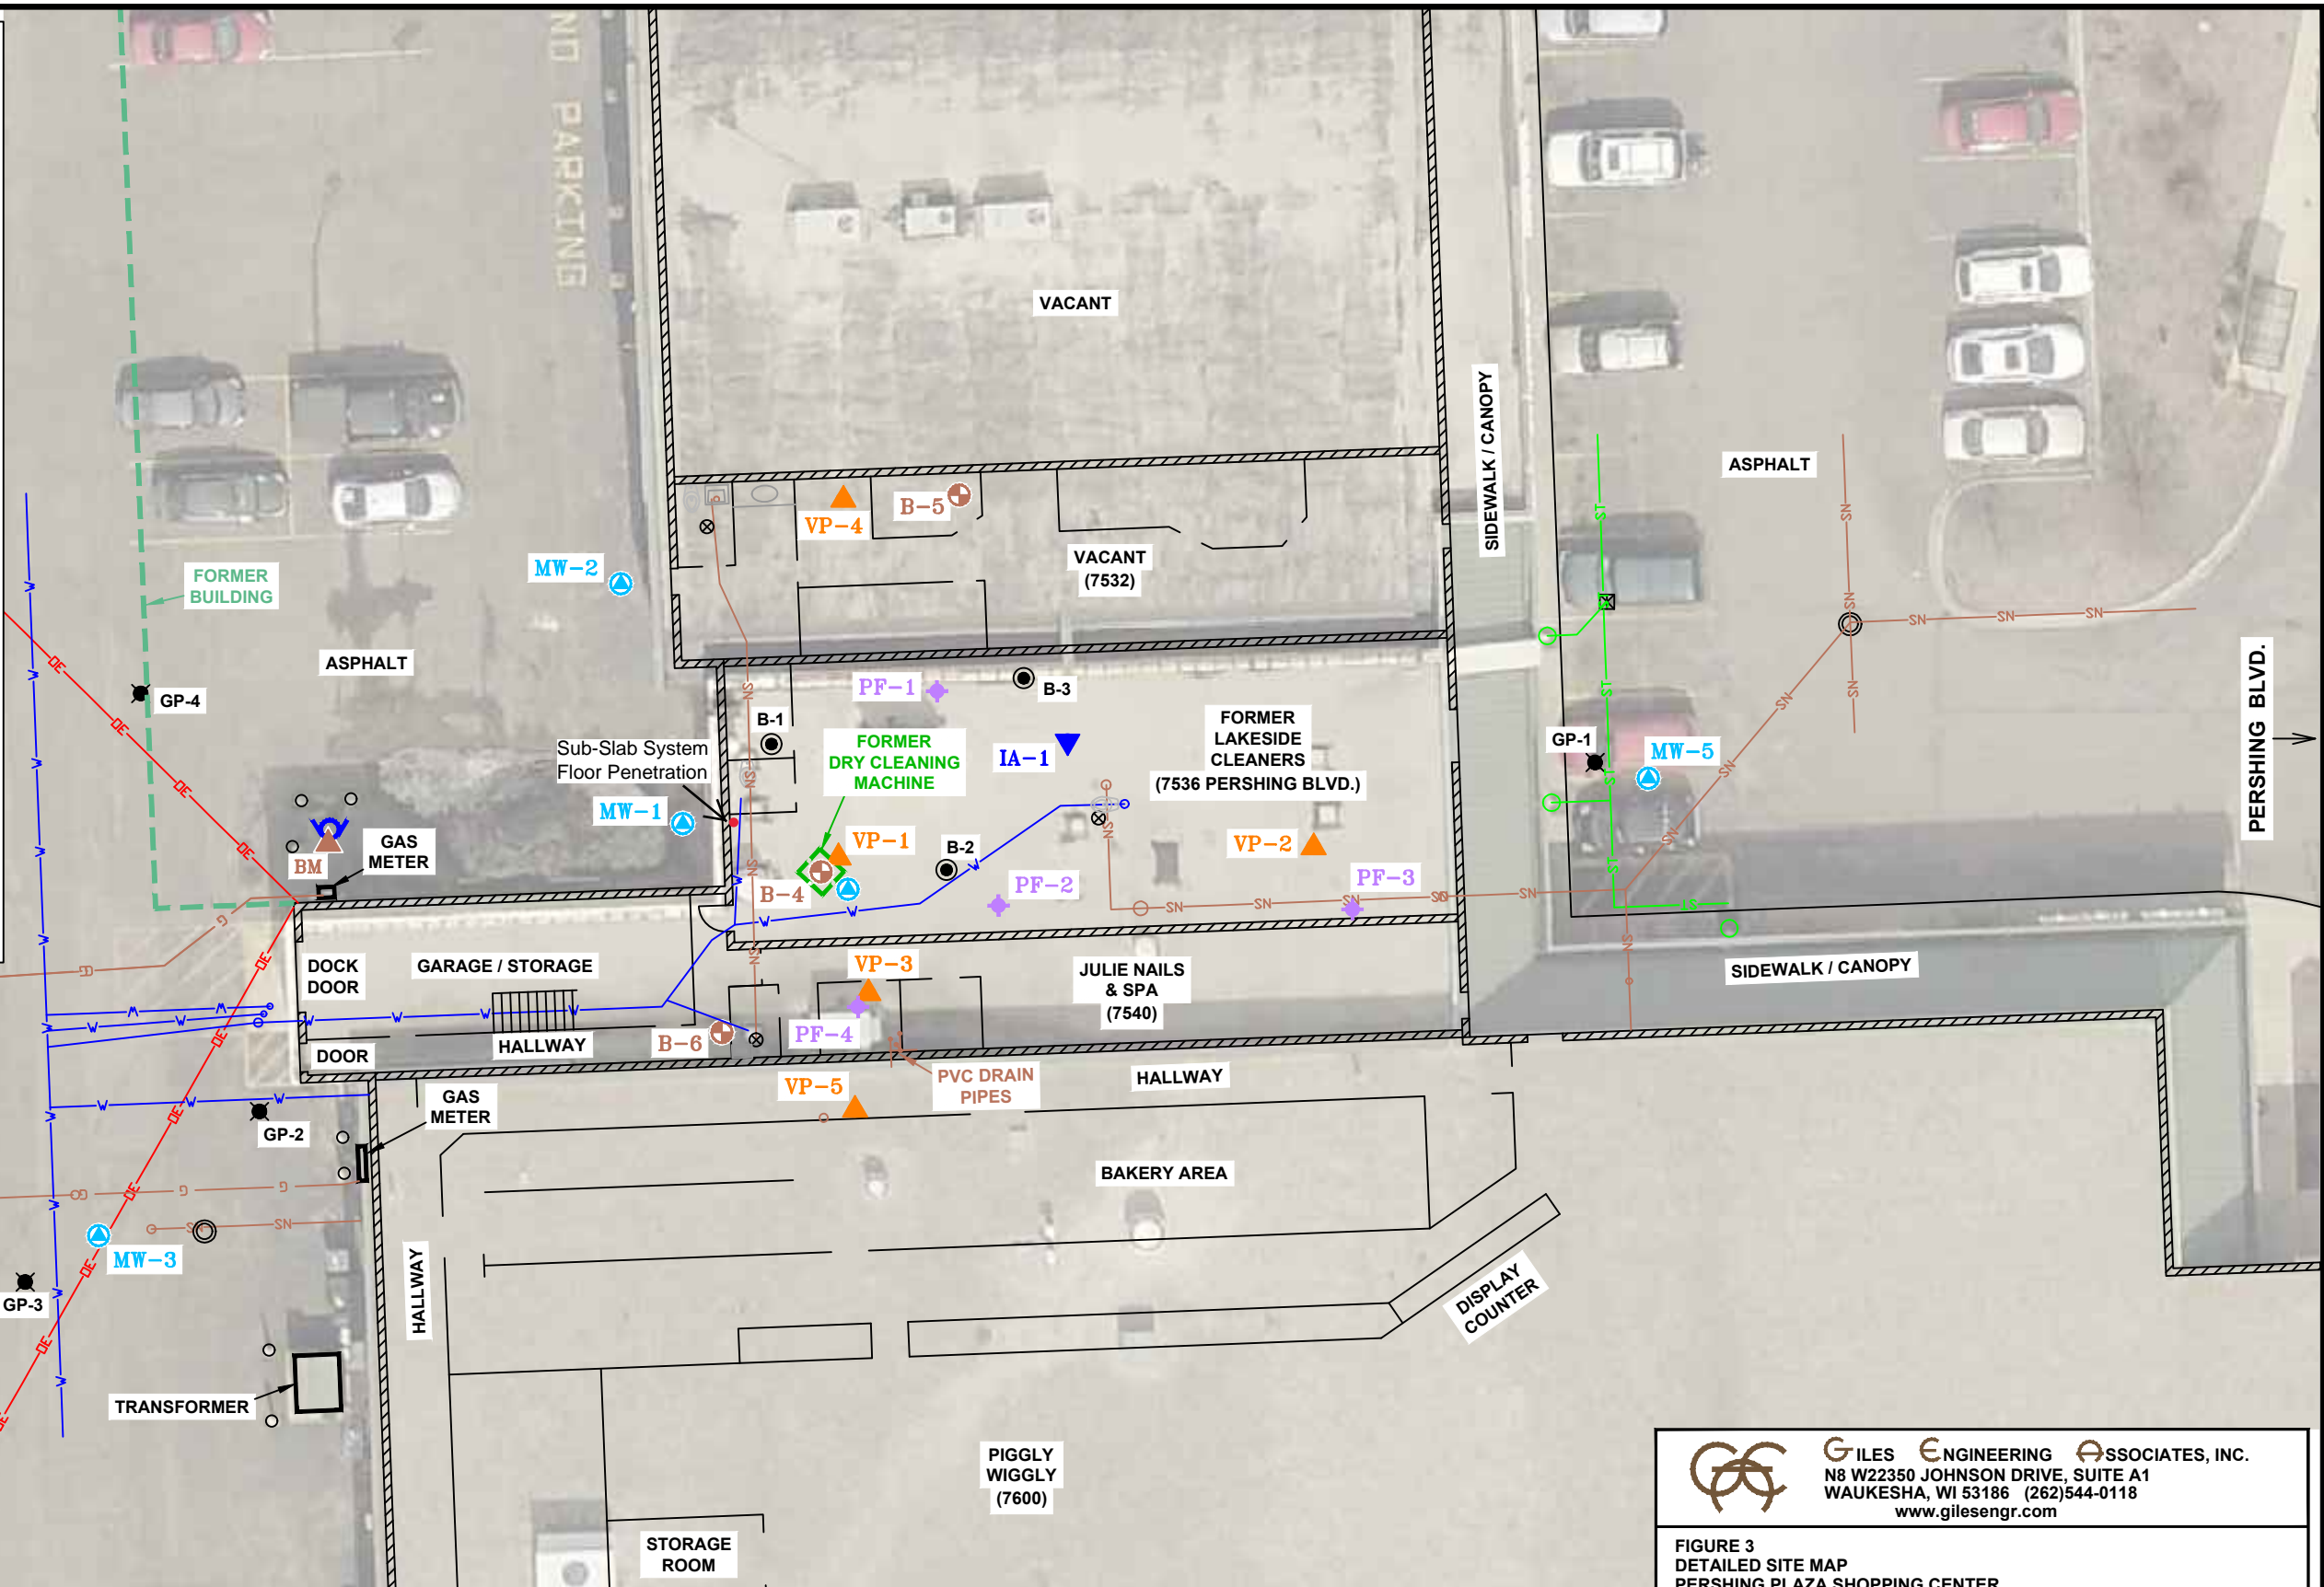 NO PARKING
VACANT
SIDEWALK / CANOPY
ASPHALT
VP-4
B-5
VACANT
(7532)
MW-2
FORMER
BUILDING
ASPHALT
GP-4
PF-1
B-3
B-1
FORMER
DRY CLEANING
MACHINE
IA-1
FORMER
LAKESIDE
CLEANERS
(7536 PERSHING BLVD.)
GP-1
MW-5
PERSHING BLVD.
Sub-Slab System
Floor Penetration
MW-1
GAS
METER
BM
VP-1
B-2
VP-2
B-4
PF-2
PF-3
DOCK
DOOR
GARAGE / STORAGE
VP-3
JULIE NAILS
& SPA
(7540)
SIDEWALK / CANOPY
PF-4
B-6
HALLWAY
DOOR
PVC DRAIN
PIPES
HALLWAY
VP-5
GAS
METER
GP-2
BAKERY AREA
MW-3
GP-3
HALLWAY
DISPLAY
COUNTER
TRANSFORMER
PIGGLY
WIGGLY
(7600)
STORAGE
ROOM
GILES ENGINEERING ASSOCIATES, INC.
N8 W22350 JOHNSON DRIVE, SUITE A1
WAUKESHA, WI 53186 (262)544-0118
www.gilesengr.com
FIGURE 3
DETAILED SITE MAP
PERSHING PLAZA SHOPPING CENTER